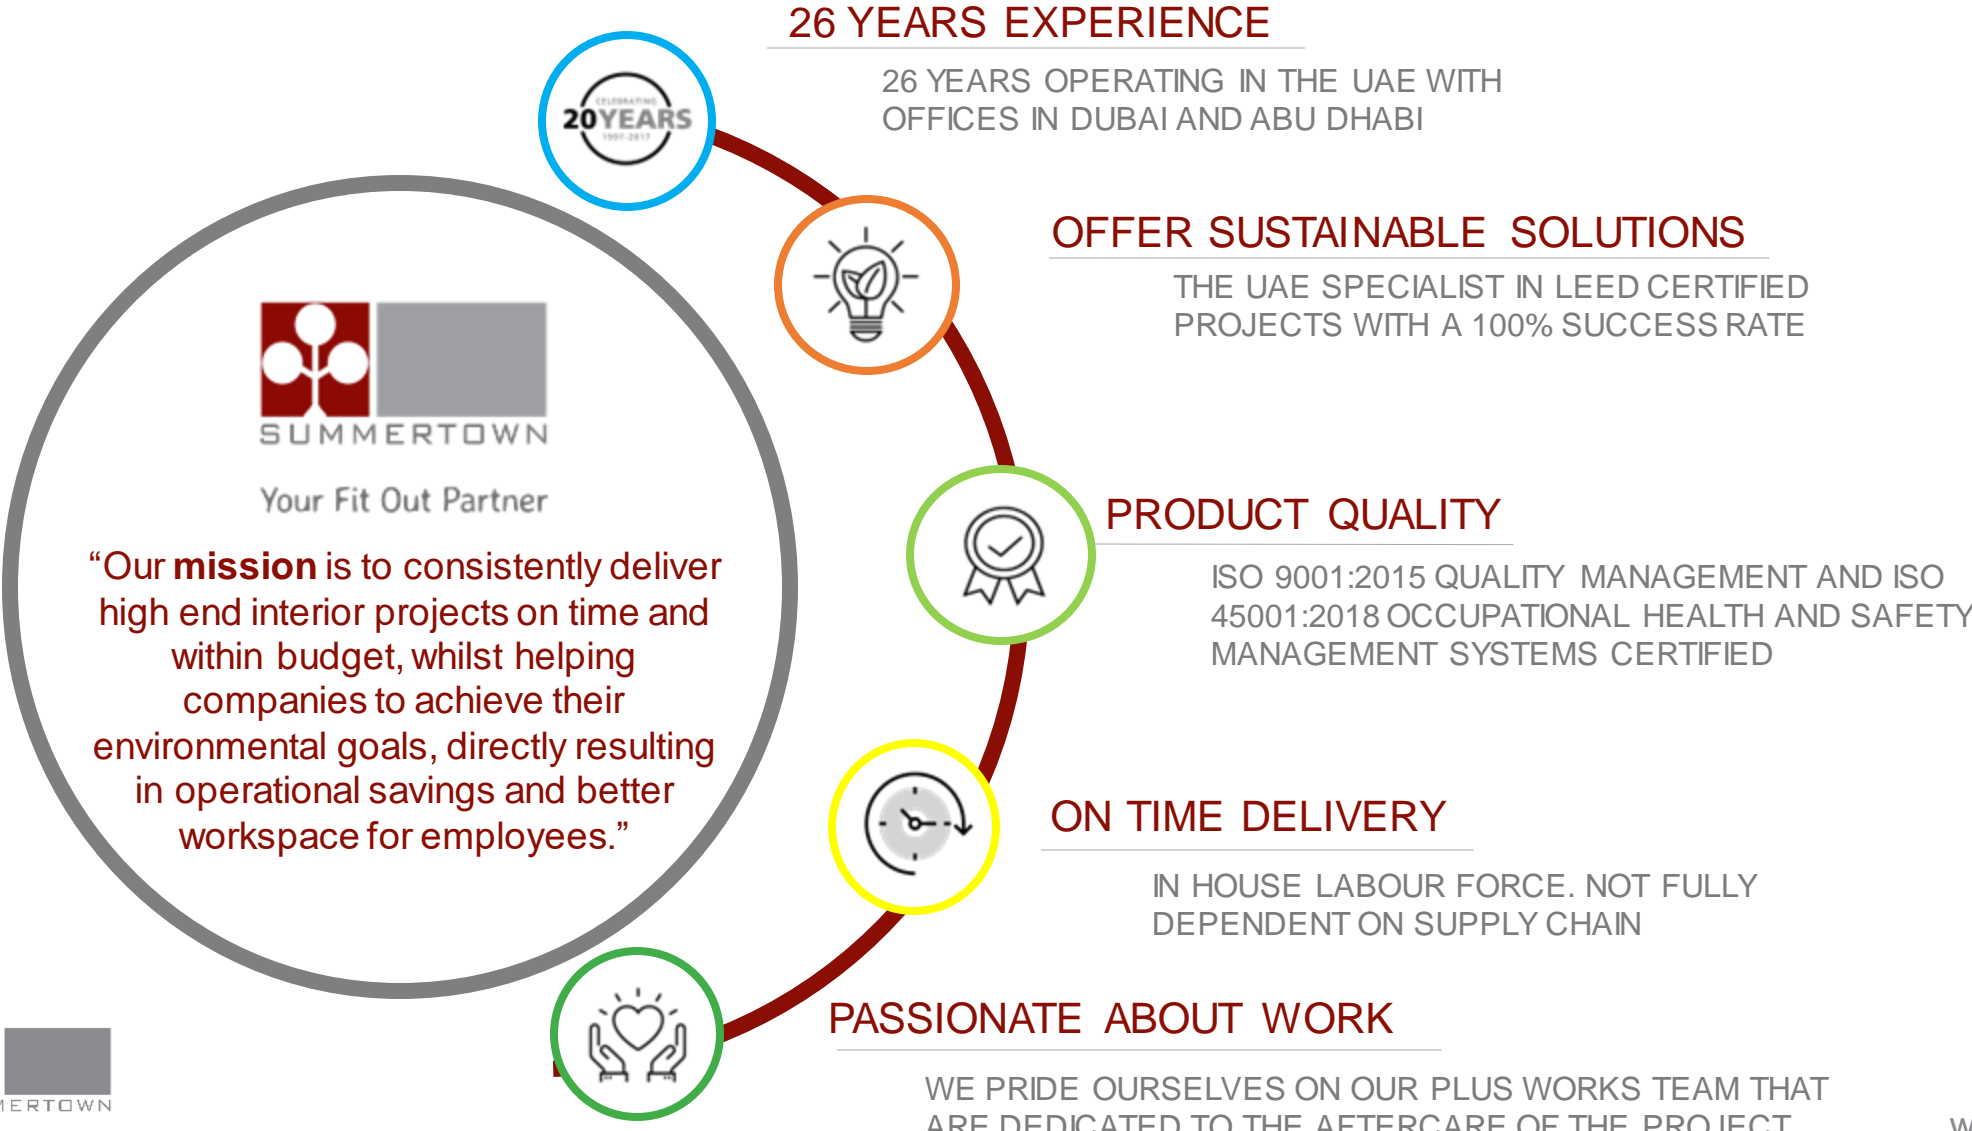 26 YEARS EXPERIENCE
26 YEARS OPERATING IN THE UAE WITH
OFFICES IN DUBAI AND ABU DHABI
CELEBRATING
20YEARS
1997-2017
OFFER SUSTAINABLE SOLUTIONS
THE UAE SPECIALIST IN LEED CERTIFIED
PROJECTS WITH A 100% SUCCESS RATE
SUMMERTOWN
Your Fit Out Partner
“Our mission is to consistently deliver
high end interior projects on time and
within budget, whilst helping
companies to achieve their
environmental goals, directly resulting
in operational savings and better
workspace for employees.”
PRODUCT QUALITY
ISO 9001:2015 QUALITY MANAGEMENT AND ISO
45001:2018 OCCUPATIONAL HEALTH AND SAFETY
MANAGEMENT SYSTEMS CERTIFIED
ON TIME DELIVERY
IN HOUSE LABOUR FORCE. NOT FULLY
DEPENDENT ON SUPPLY CHAIN
PASSIONATE ABOUT WORK
WE PRIDE OURSELVES ON OUR PLUS WORKS TEAM THAT
ARE DEDICATED TO THE AFTERCARE OF THE PROJECT
MERTOWN